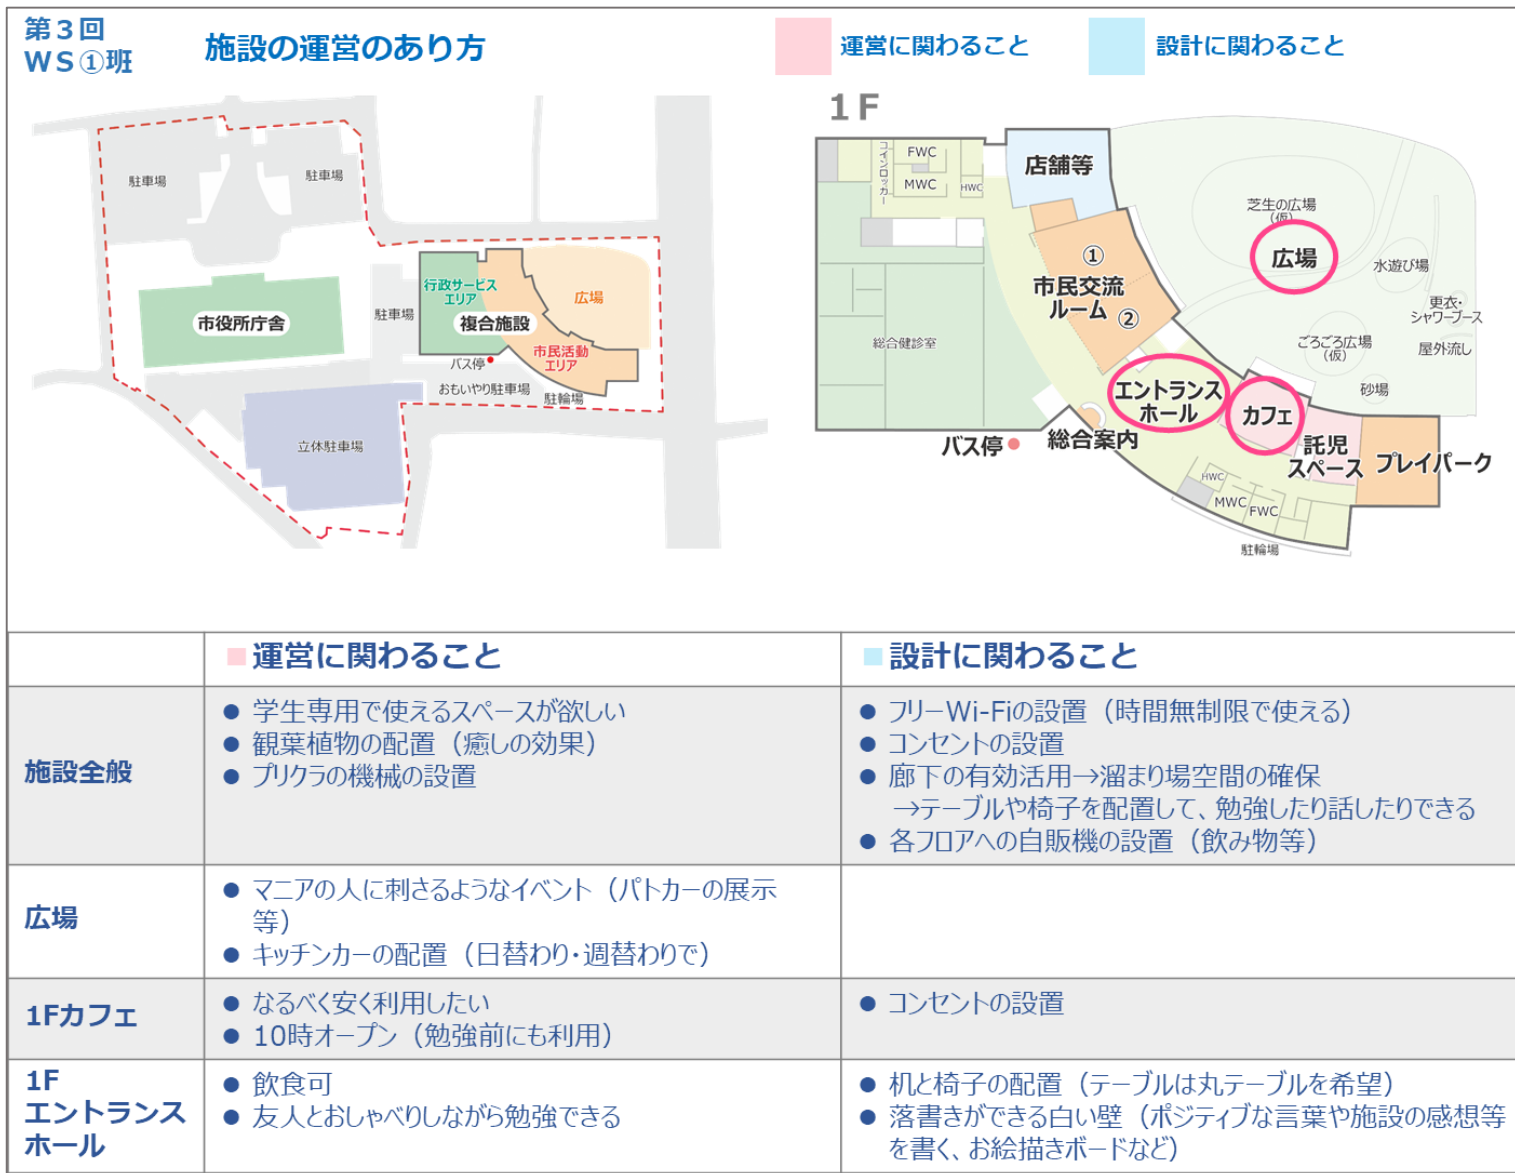 第３回
ＷＳ①班
施設の運営のあり方
運営に関わること
設計に関わること
駐車場
駐車場
市役所庁舎
駐車場
行政サービス
エリア
複合施設
広場
市民活動
エリア
バス停
おもいやり駐車場
駐輪場
立体駐車場
１Ｆ
コインロッカー
FWC
MWC
HWC
店舗等
芝生の広場
（仮）
広場
①
市民交流
ルーム
②
水遊び場
更衣・
シャワーブース
屋外流し
ごろごろ広場
（仮）
砂場
総合健診室
エントランス
ホール
カフェ
バス停
総合案内
託児
スペース
プレイパーク
HWC
MWC
FWC
駐輪場
運営に関わること
設計に関わること
施設全般
● 学生専用で使えるスペースが欲しい
● 観葉植物の配置（癒しの効果）
● プリクラの機械の設置
● フリーWi-Fiの設置（時間無制限で使える）
● コンセントの設置
● 廊下の有効活用→溜まり場空間の確保
→テーブルや椅子を配置して、勉強したり話したりできる
● 各フロアへの自販機の設置（飲み物等）
広場
● マニアの人に刺さるようなイベント（パトカーの展示
等）
● キッチンカーの配置（日替わり・週替わりで）
1Fカフェ
● なるべく安く利用したい
● 10時オープン（勉強前にも利用）
● コンセントの設置
1F
エントランス
ホール
● 飲食可
● 友人とおしゃべりしながら勉強できる
● 机と椅子の配置（テーブルは丸テーブルを希望）
● 落書きができる白い壁（ポジティブな言葉や施設の感想等
を書く、お絵描きボードなど）